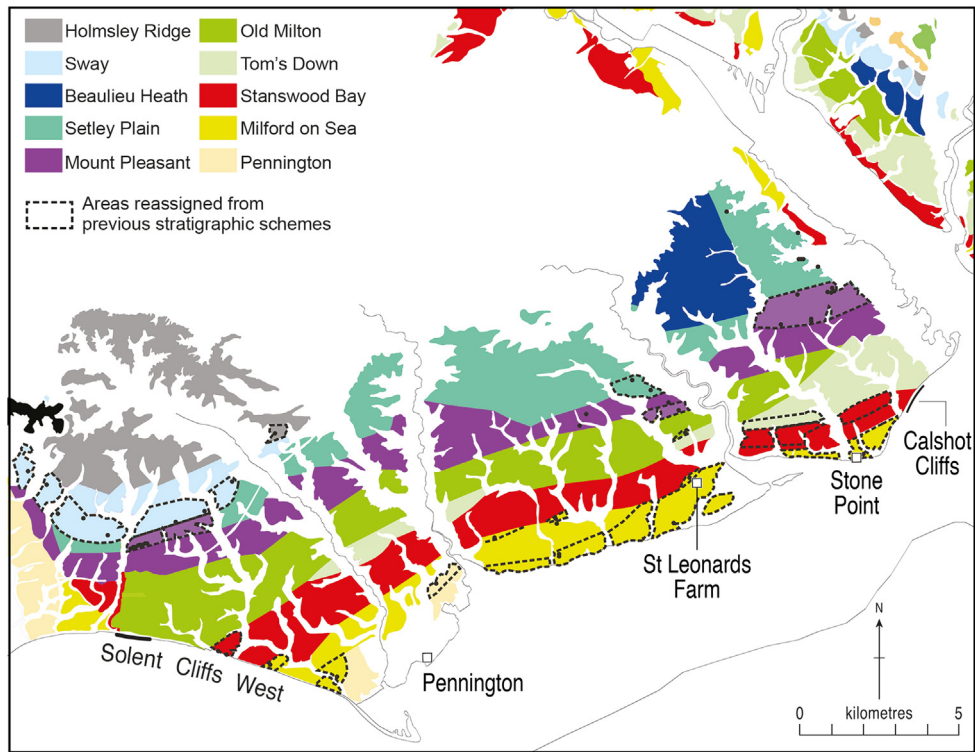 Holmsley Ridge
Sway
Beaulieu Heath
Setley Plain
Mount Pleasant
Old Milton
Tom's Down
Stanswood Bay
Milford on Sea
Pennington
Areas reassigned from
previous stratigraphic schemes
Calshot
Cliffs
Stone
Point
St Leonards
Farm
Solent Cliffs West
Pennington
N
0 kilometres 5